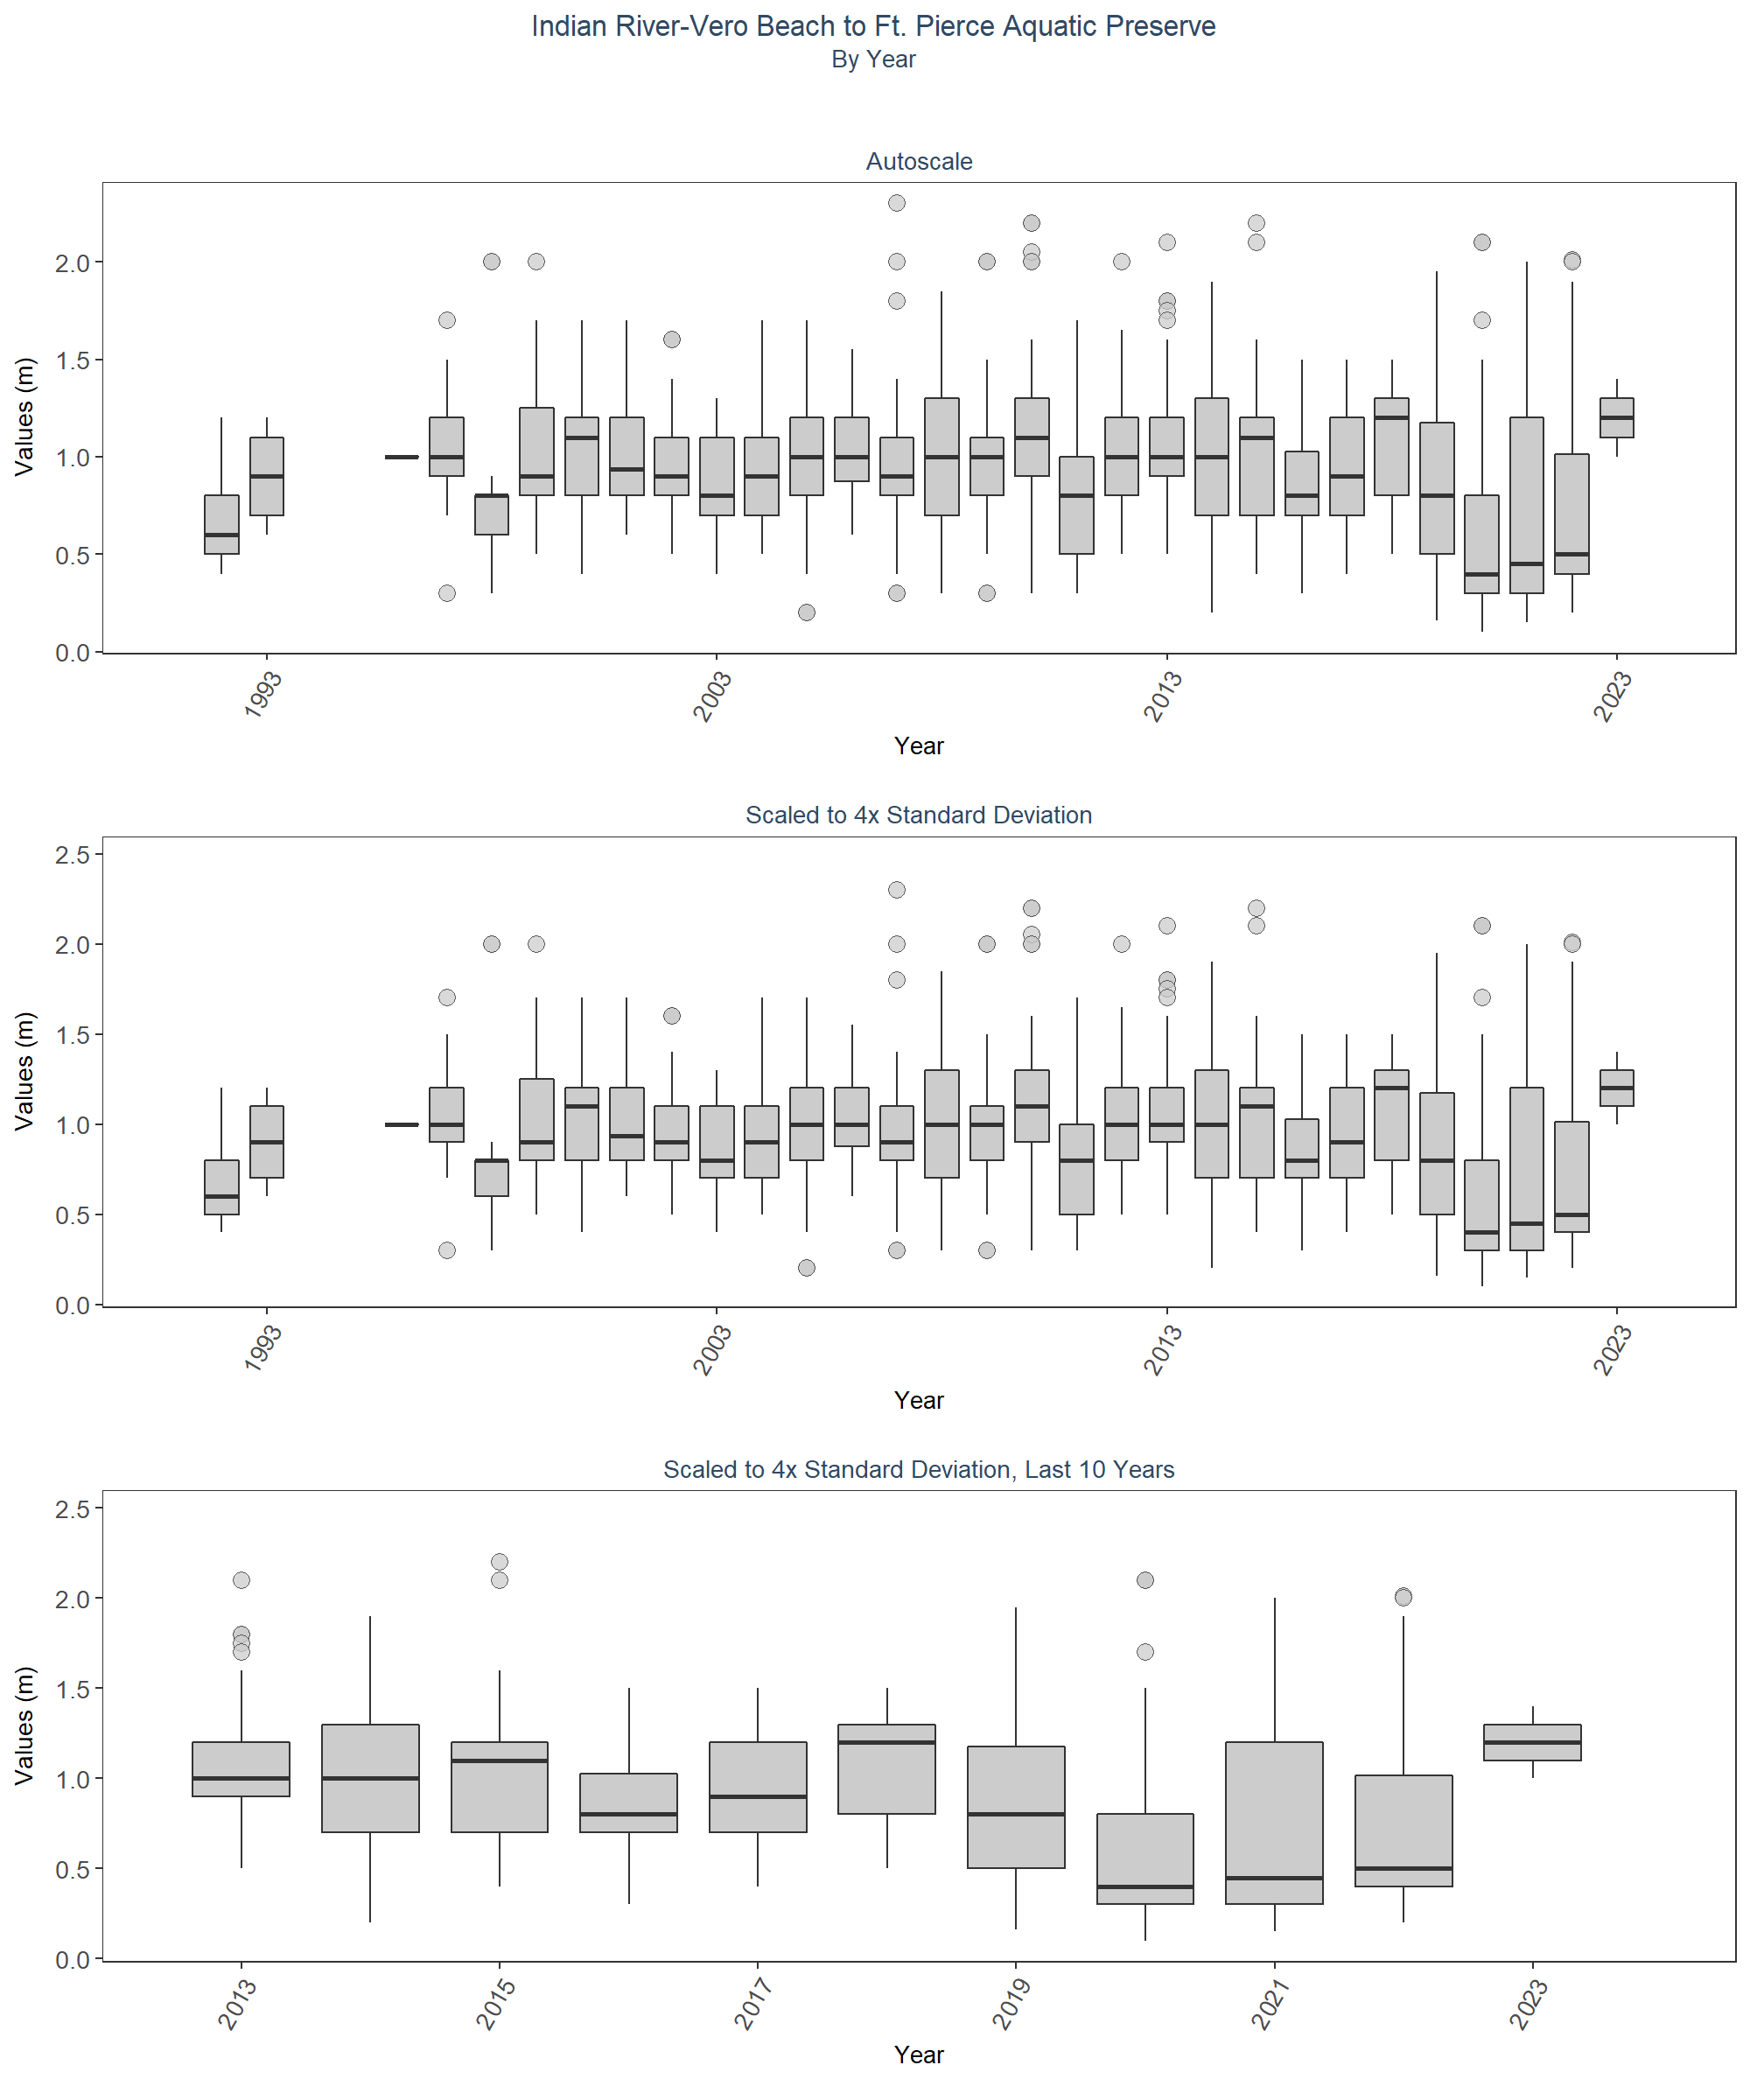 Indian River-Vero Beach to Ft. Pierce Aquatic Preserve
By Year
Autoscale
Values (m)
2.0
1.5
1.0
0.5
0.0
1993
2003
2013
2023
Year
Scaled to 4x Standard Deviation
Values (m)
2.5
2.0
1.5
1.0
0.5
0.0
1993
2003
2013
2023
Year
Scaled to 4x Standard Deviation, Last 10 Years
Values (m)
2.5
2.0
1.5
1.0
0.5
0.0
2013
2015
2017
2019
2021
2023
Year